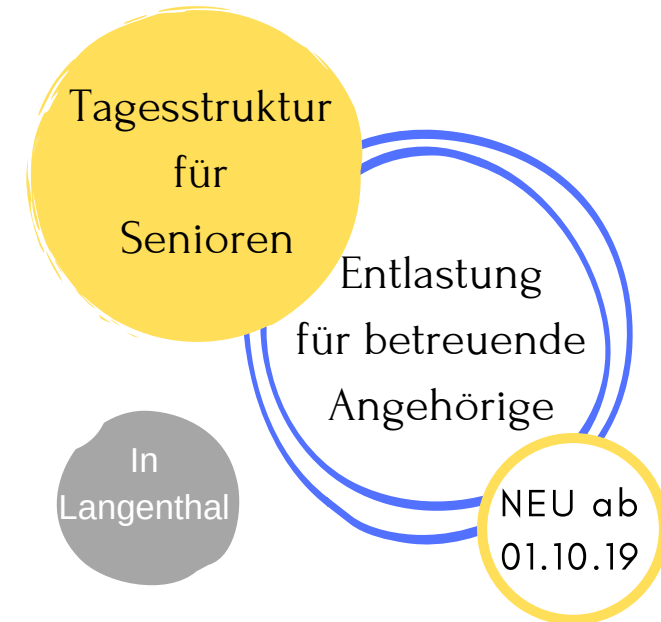 Tagesstruktur
für
Senioren
Entlastung
für betreuende
Angehörige
In
Langenthal
NEU ab
01.10.19